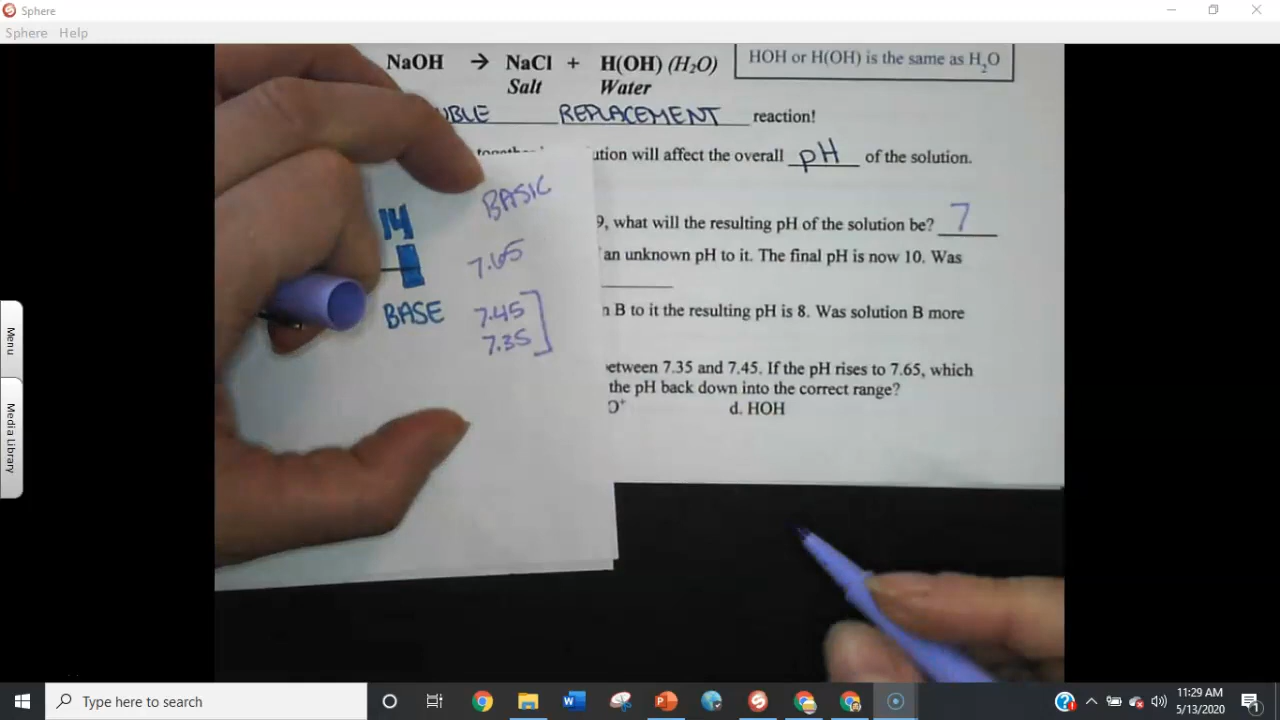 Sphere
Sphere Help
NaOH → NaCl + H(OH) (H₂O)
HOH or H(OH) is the same as H₂O
Salt Water
REPLACEMENT reaction!
ution will affect the overall pH of the solution.
BASIC
14
9, what will the resulting pH of the solution be? 7
7.65
an unknown pH to it. The final pH is now 10. Was
BASE 7.45
7.35
n B to it the resulting pH is 8. Was solution B more
etween 7.35 and 7.45. If the pH rises to 7.65, which
the pH back down into the correct range?
O⁺ d. HOH
Menu
Media Library
Type here to search
11:29 AM
5/13/2020